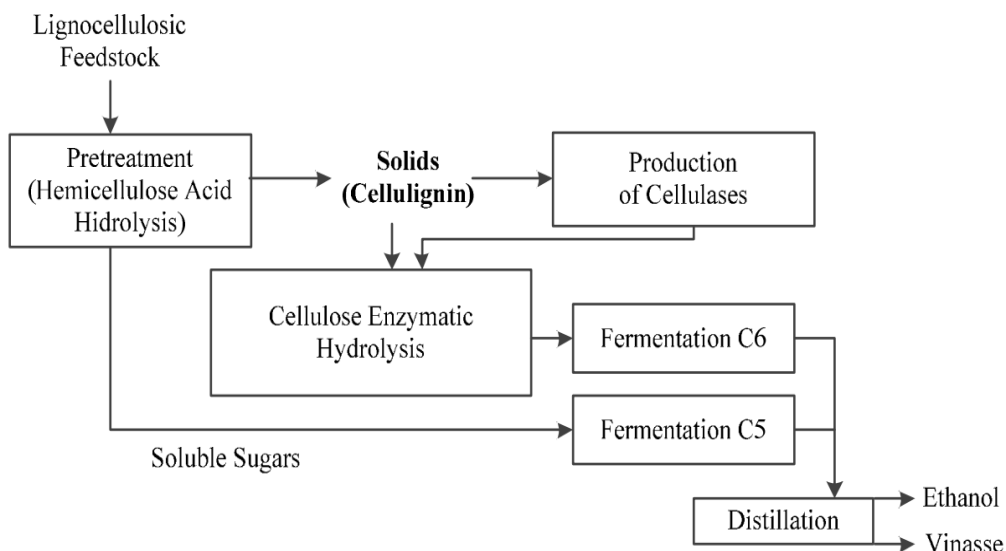 Lignocellulosic
Feedstock
Pretreatment
(Hemicellulose Acid
Hidrolysis)
Solids
(Cellulignin)
Production
of Cellulases
Cellulose Enzymatic
Hydrolysis
Fermentation C6
Fermentation C5
Soluble Sugars
Distillation
Ethanol
Vinasse